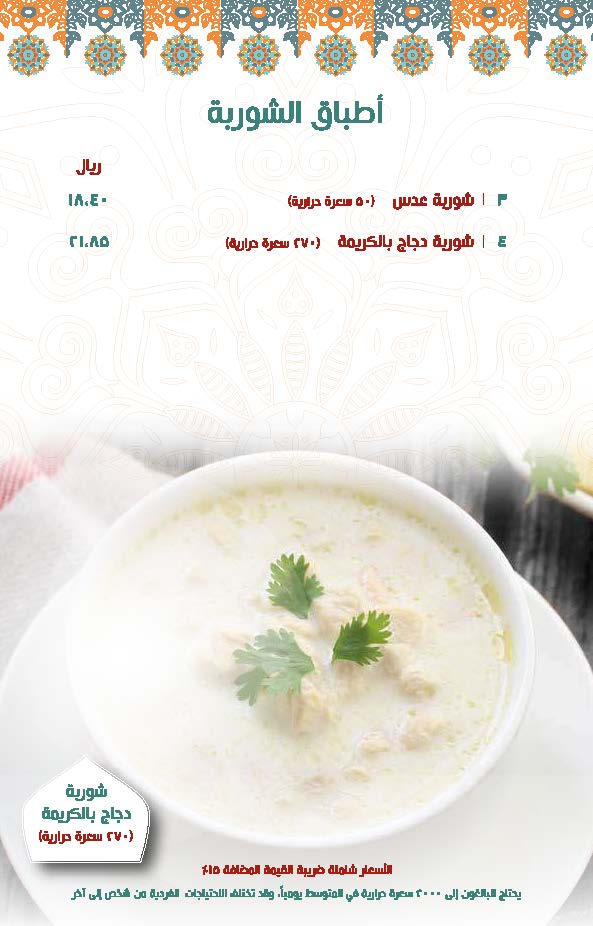 أطباق الشوربة
ريال
٣ | شوربة عدس (٥٠ سعرة حرارية) ١٨،٤٠
٤ | شوربة دجاج بالكريمة (٢٧٠ سعرة حرارية) ٢١،٨٥
شوربة
دجاج بالكريمة
(٢٧٠ سعرة حرارية)
الأسعار شاملة ضريبة القيمة المضافة ١٥٪
يحتاج البالغون إلى ٢٠٠٠ سعرة حرارية في المتوسط يومياً، وقد تختلف الاحتياجات الفردية من شخص إلى آخر